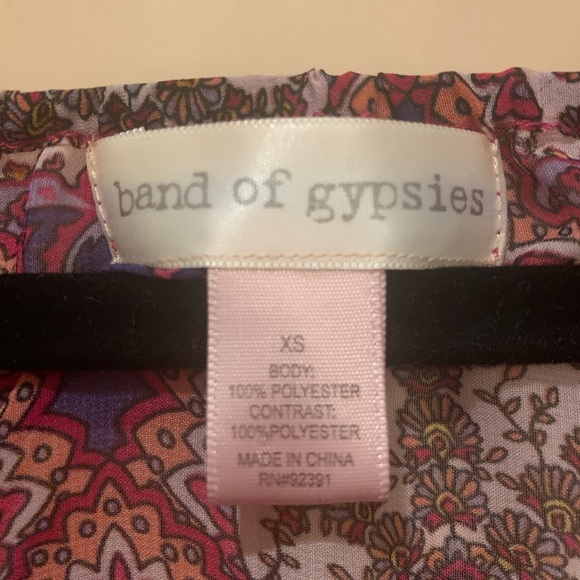 band of gypsies
XS
BODY:
100% POLYESTER
CONTRAST:
100%POLYESTER
MADE IN CHINA
RN#92391